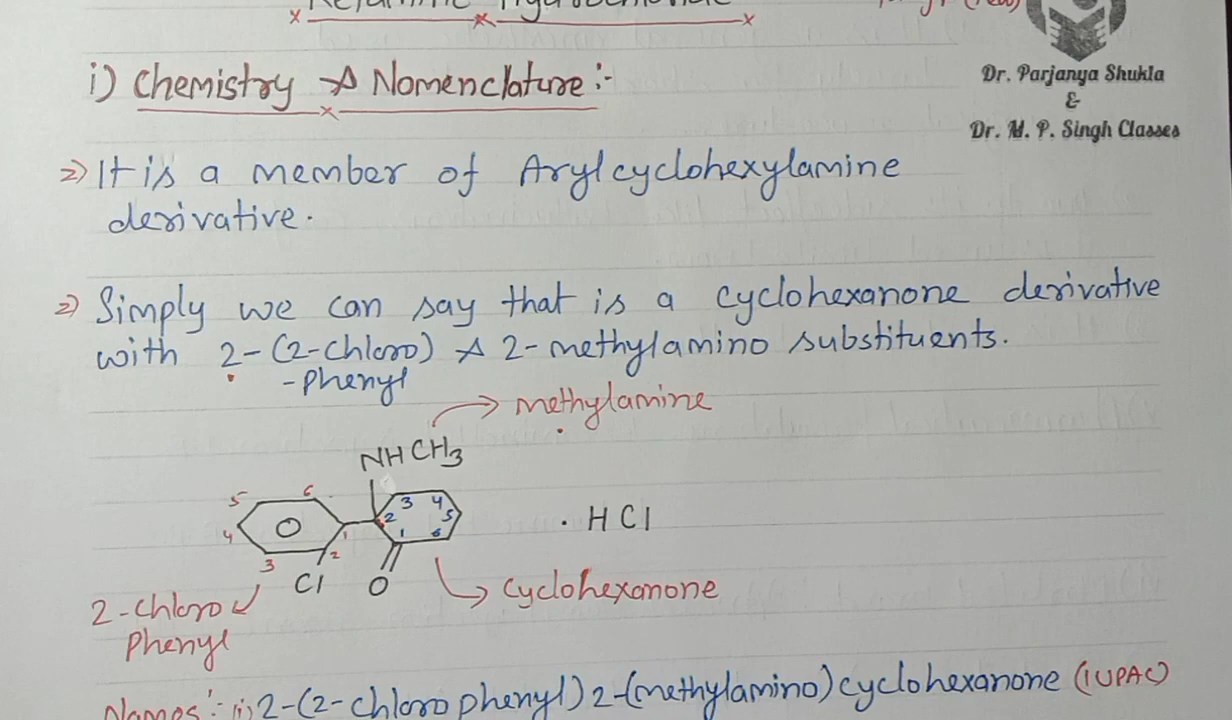 Ketamine Hydrochloride
i) Chemistry & Nomenclature :-
Dr. Parjanya Shukla
&
Dr. M. P. Singh Classes
=> It is a member of Arylcyclohexylamine
derivative.
=> Simply we can say that is a cyclohexanone derivative
with 2-(2-chloro) & 2-methylamino substituents.
-phenyl
→ methylamine
NHCH3
5 6 4 1 3 2
2 3 4 5 6 1
. HCl
Cl O
→ Cyclohexanone
2-chloro
Phenyl
Names :- i) 2-(2-chlorophenyl) 2-(methylamino) cyclohexanone (IUPAC)